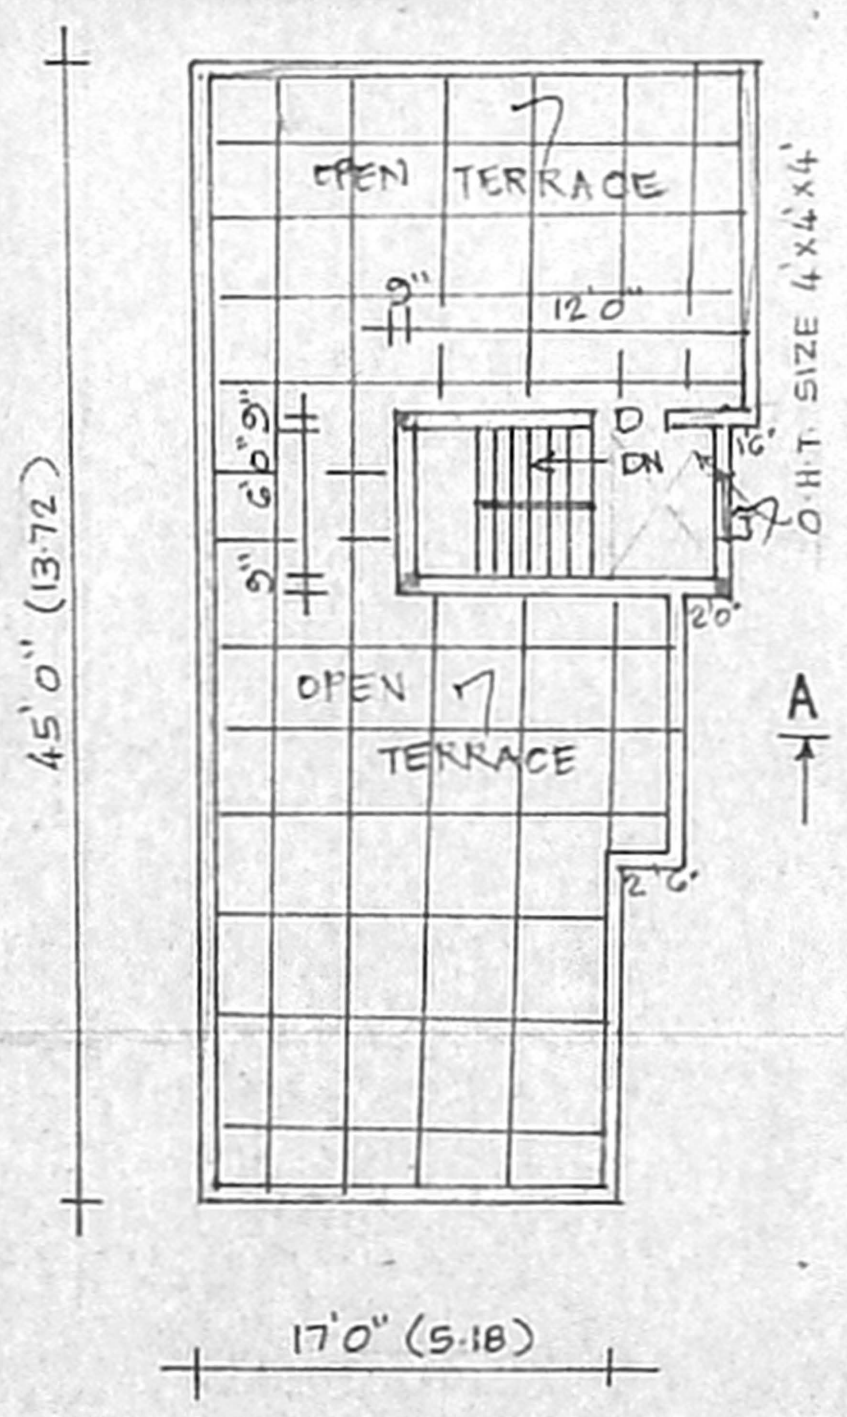 OPEN TERRACE
9"
12'0"
9"
6'0"
9"
D
DN
1'6"
O.H.T. SIZE 4'X4'X4'
2'0"
45'0" (13.72)
OPEN
TERRACE
A
2'6"
17'0" (5.18)